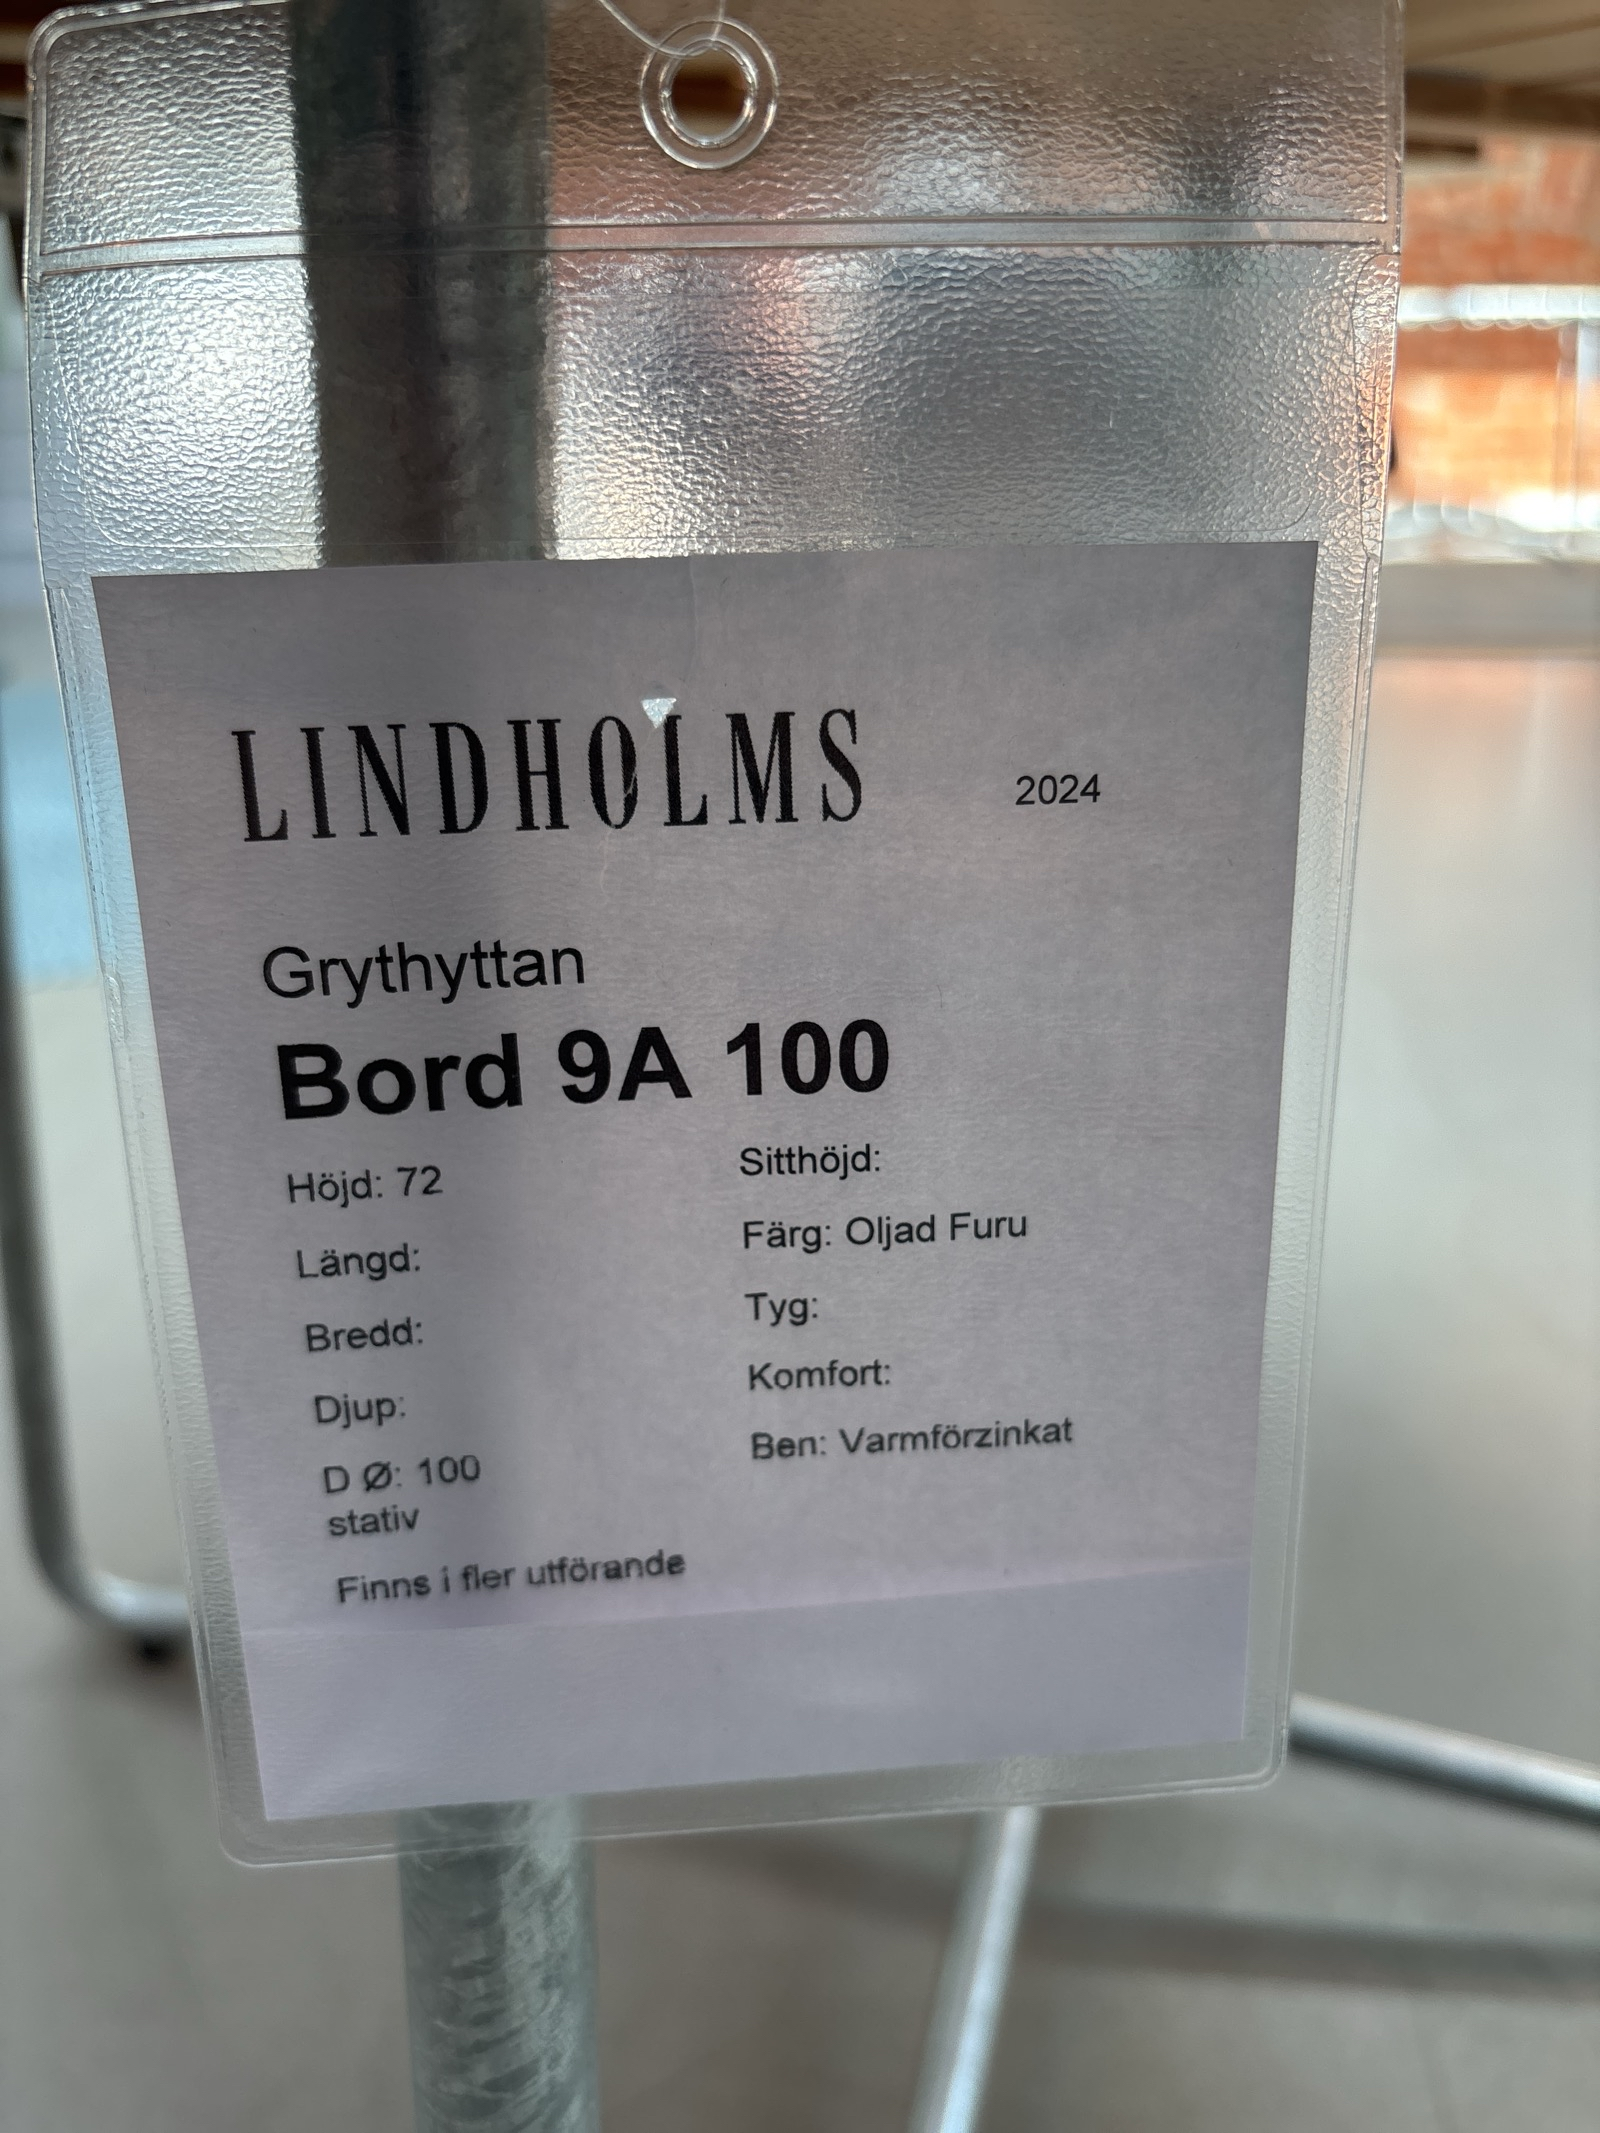 LINDHOLMS 2024
Grythyttan
Bord 9A 100
Höjd: 72
Längd:
Bredd:
Djup:
D Ø: 100
stativ
Finns i fler utförande
Sitthöjd:
Färg: Oljad Furu
Tyg:
Komfort:
Ben: Varmförzinkat